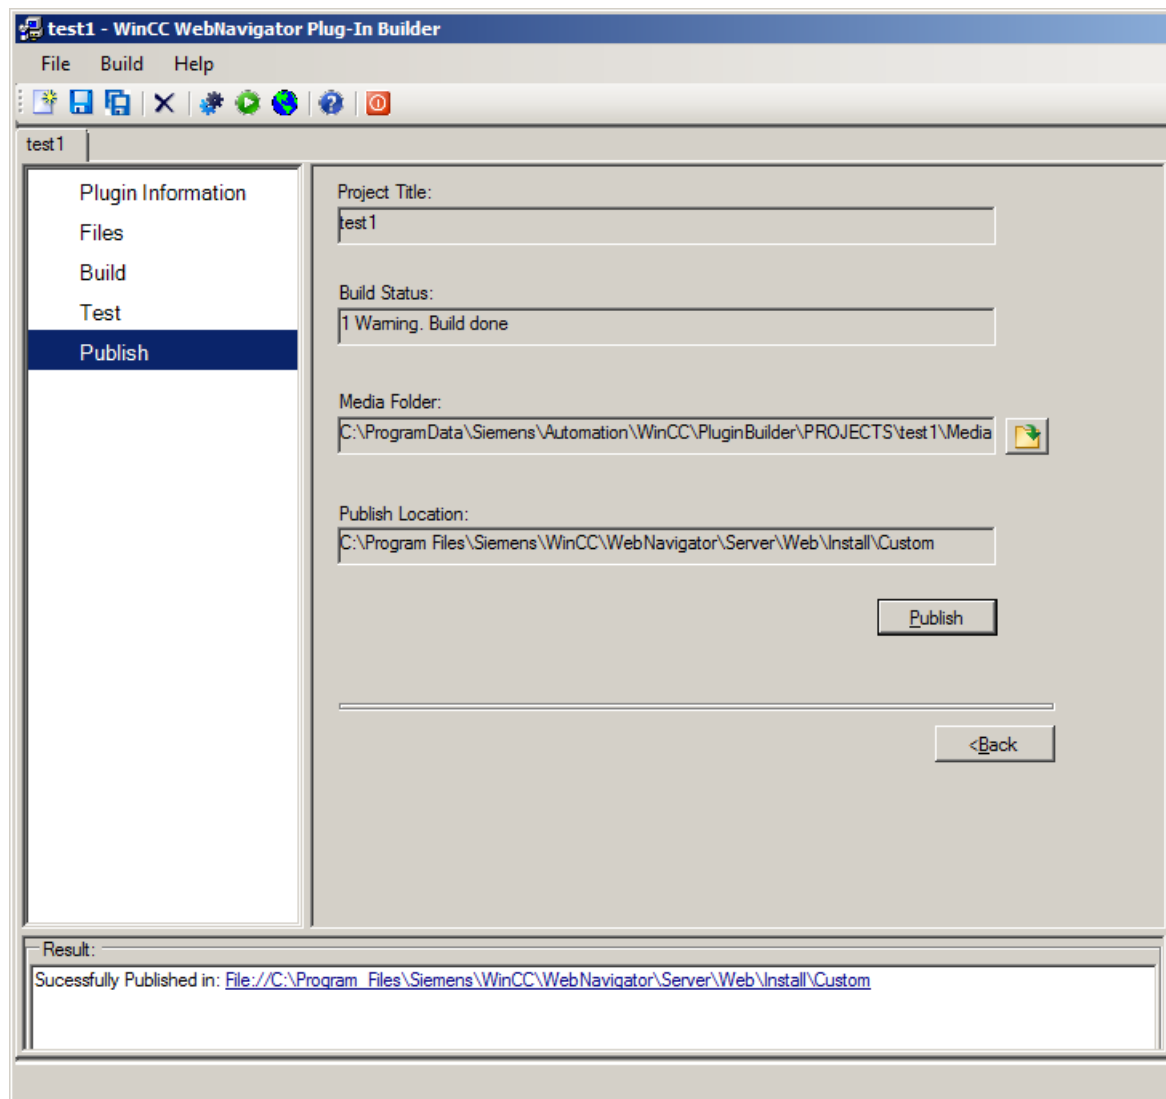 test1 - WinCC WebNavigator Plug-In Builder
File Build Help
test1
Plugin Information
Files
Build
Test
Publish
Project Title:
test1
Build Status:
1 Warning. Build done
Media Folder:
C:\ProgramData\Siemens\Automation\WinCC\PluginBuilder\PROJECTS\test1\Media
Publish Location:
C:\Program Files\Siemens\WinCC\WebNavigator\Server\Web\Install\Custom
Publish
<Back
Result:
Sucessfully Published in: File://C:\Program_Files\Siemens\WinCC\WebNavigator\Server\Web\Install\Custom